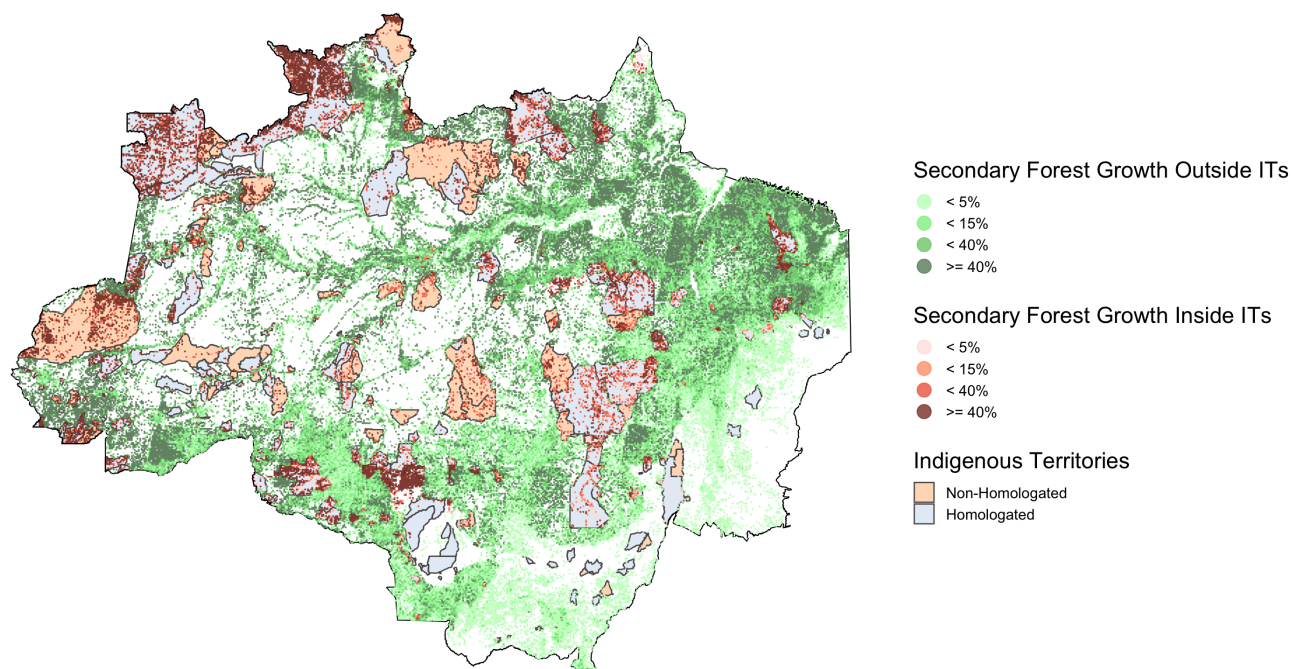 Secondary Forest Growth Outside ITs
< 5%
< 15%
< 40%
>= 40%
Secondary Forest Growth Inside ITs
< 5%
< 15%
< 40%
>= 40%
Indigenous Territories
Non-Homologated
Homologated